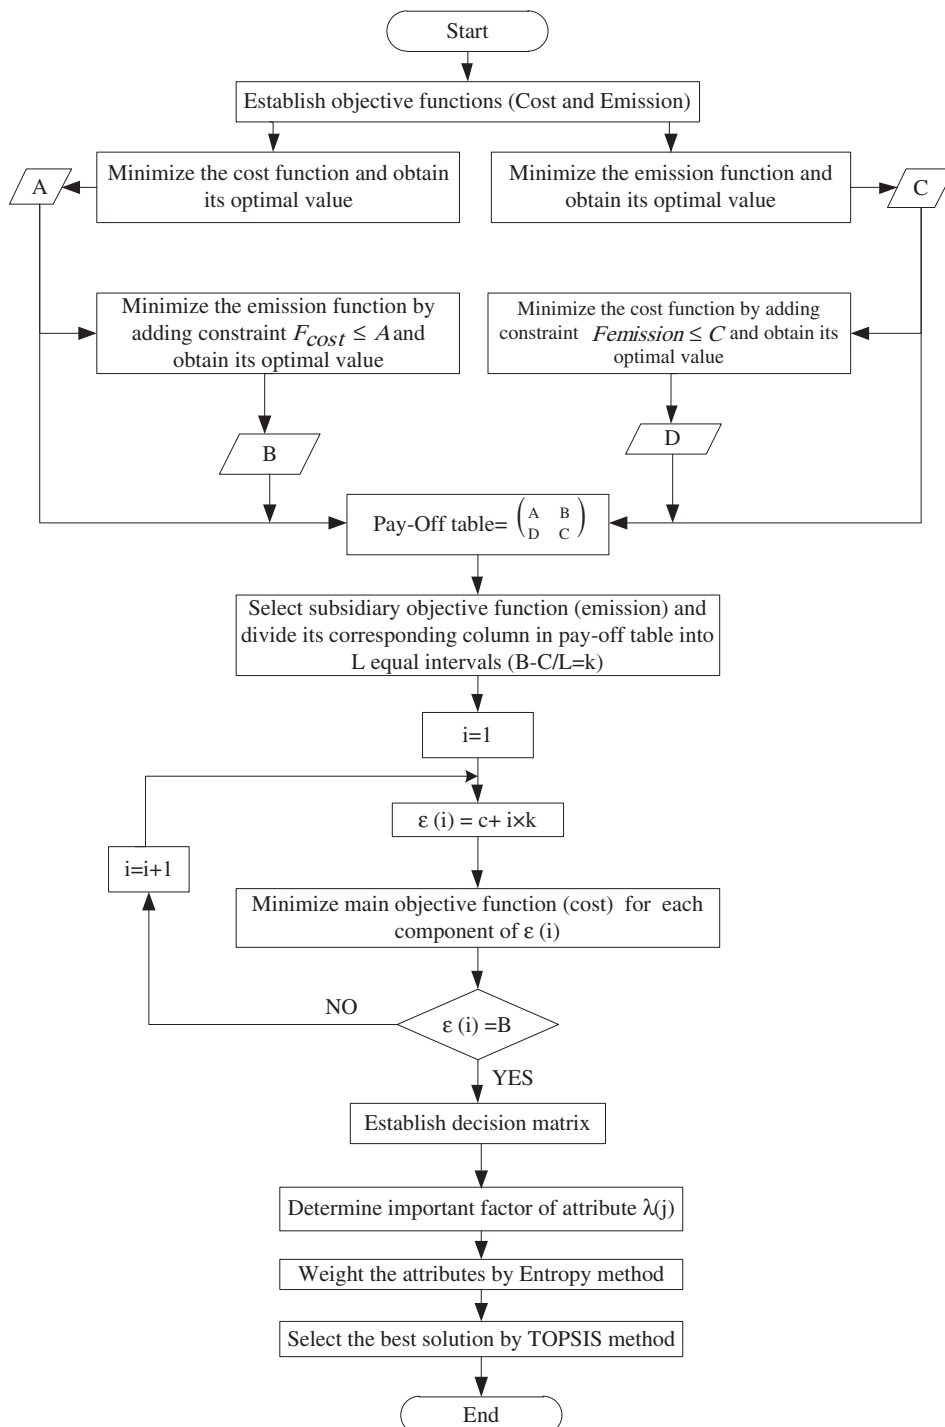 Start
Establish objective functions (Cost and Emission)
Minimize the cost function and obtain
its optimal value
Minimize the emission function and
obtain its optimal value
A
C
Minimize the emission function by
adding constraint Fcost ≤ A and
obtain its optimal value
Minimize the cost function by adding
constraint Femission ≤ C and obtain its
optimal value
B
D
Pay-Off table= ( A B
D C )
Select subsidiary objective function (emission) and
divide its corresponding column in pay-off table into
L equal intervals (B-C/L=k)
i=1
ε (i) = c+ i×k
i=i+1
Minimize main objective function (cost) for each
component of ε (i)
NO
ε (i) =B
YES
Establish decision matrix
Determine important factor of attribute λ(j)
Weight the attributes by Entropy method
Select the best solution by TOPSIS method
End